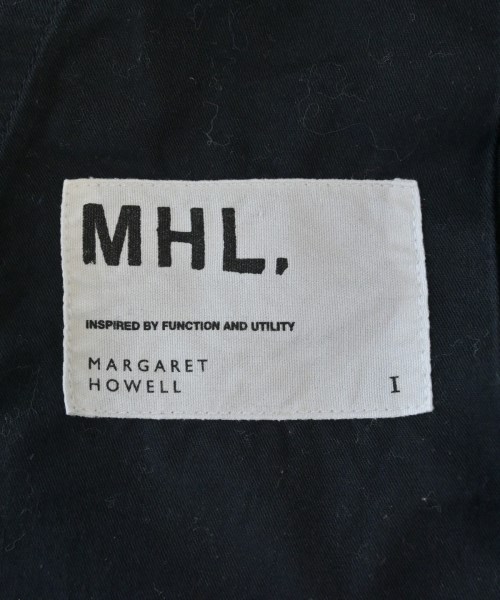 MHL.
INSPIRED BY FUNCTION AND UTILITY
MARGARET
HOWELL
I